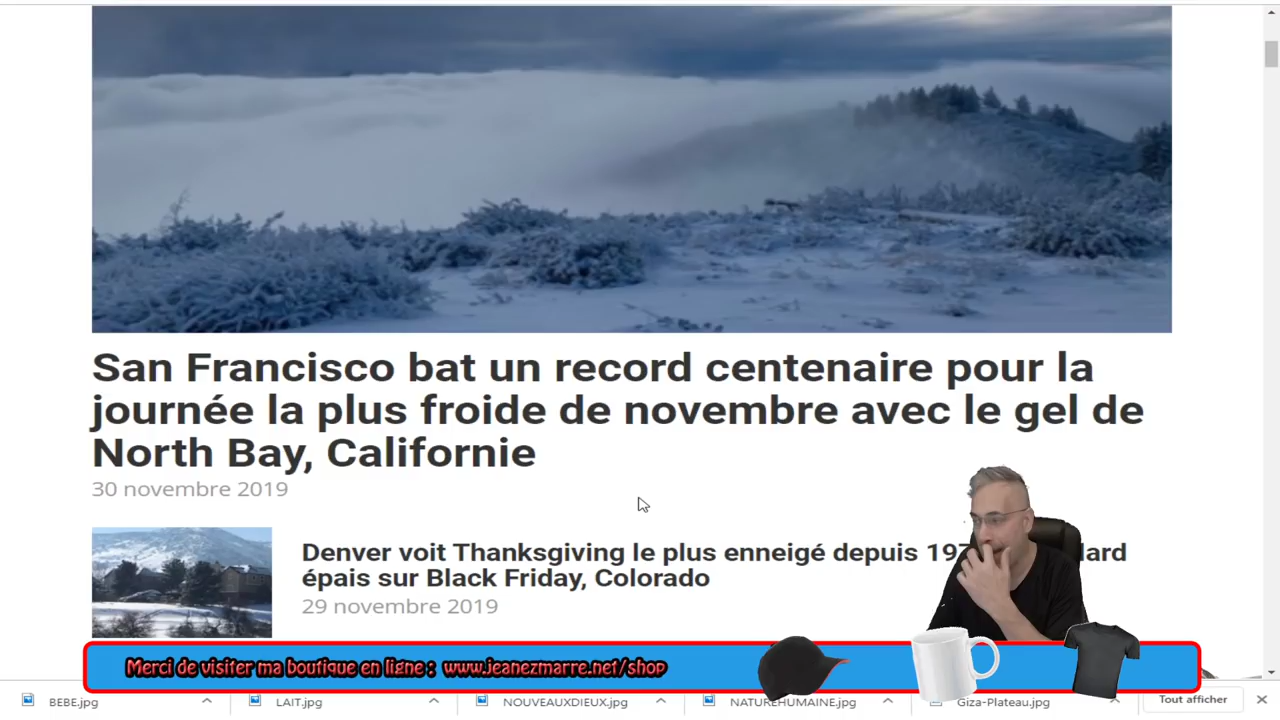 San Francisco bat un record centenaire pour la
journée la plus froide de novembre avec le gel de
North Bay, Californie
30 novembre 2019
Denver voit Thanksgiving le plus enneigé depuis
épais sur Black Friday, Colorado
29 novembre 2019
Merci de visiter ma boutique en ligne : www.jeanezmarre.net/shop
BEBE.jpg
LAIT.jpg
NOUVEAUXDIEUX.jpg
NATUREHUMAINE.jpg
Giza-Plateau.jpg
Tout afficher